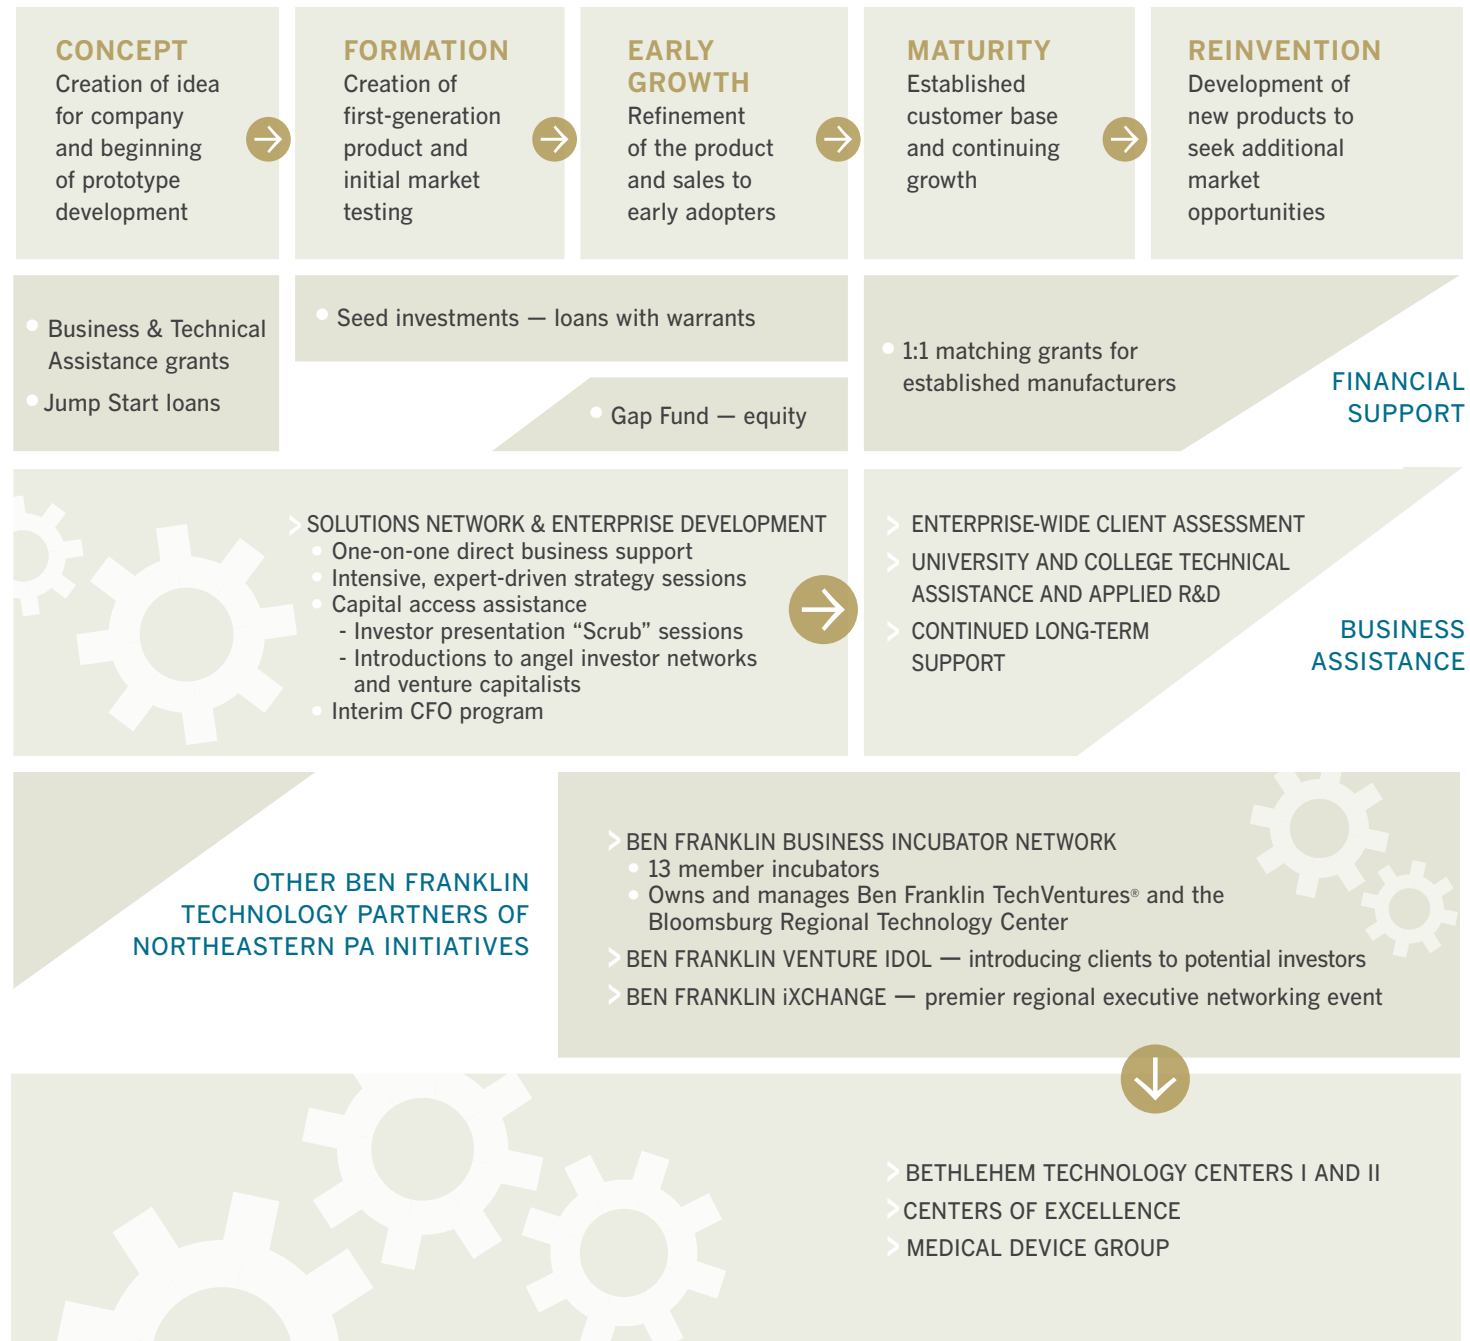 CONCEPT
Creation of idea
for company
and beginning
of prototype
development
FORMATION
Creation of
first-generation
product and
initial market
testing
EARLY
GROWTH
Refinement
of the product
and sales to
early adopters
MATURITY
Established
customer base
and continuing
growth
REINVENTION
Development of
new products to
seek additional
market
opportunities
• Business & Technical
Assistance grants
• Jump Start loans
• Seed investments — loans with warrants
• Gap Fund — equity
• 1:1 matching grants for
established manufacturers
FINANCIAL
SUPPORT
> SOLUTIONS NETWORK & ENTERPRISE DEVELOPMENT
• One-on-one direct business support
• Intensive, expert-driven strategy sessions
• Capital access assistance
- Investor presentation “Scrub” sessions
- Introductions to angel investor networks
and venture capitalists
• Interim CFO program
> ENTERPRISE-WIDE CLIENT ASSESSMENT
> UNIVERSITY AND COLLEGE TECHNICAL
ASSISTANCE AND APPLIED R&D
> CONTINUED LONG-TERM
SUPPORT
BUSINESS
ASSISTANCE
OTHER BEN FRANKLIN
TECHNOLOGY PARTNERS OF
NORTHEASTERN PA INITIATIVES
> BEN FRANKLIN BUSINESS INCUBATOR NETWORK
• 13 member incubators
• Owns and manages Ben Franklin TechVentures® and the
Bloomsburg Regional Technology Center
> BEN FRANKLIN VENTURE IDOL — introducing clients to potential investors
> BEN FRANKLIN iXCHANGE — premier regional executive networking event
> BETHLEHEM TECHNOLOGY CENTERS I AND II
> CENTERS OF EXCELLENCE
> MEDICAL DEVICE GROUP